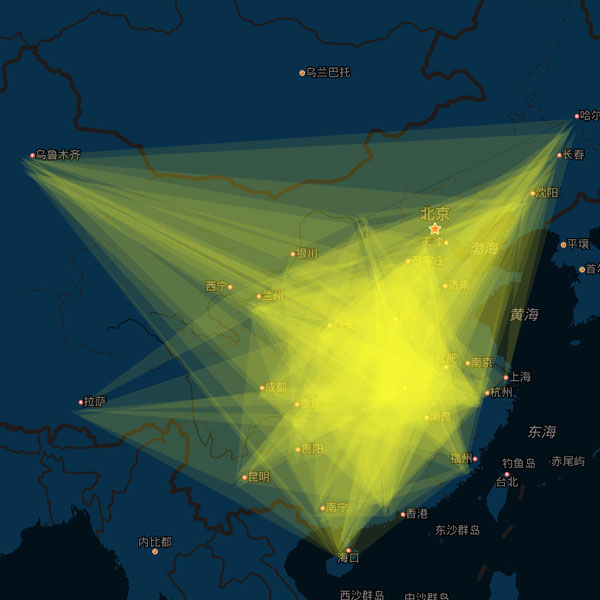 乌兰巴托
哈尔
乌鲁木齐
长春
沈阳
北京
天津
平壤
渤海
银川
石家庄
首尔
西宁
济南
兰州
黄海
郑州
西安
合肥
南京
上海
成都
杭州
拉萨
重庆
南昌
东海
贵阳
福州
钓鱼岛
赤尾屿
昆明
台北
南宁
香港
东沙群岛
内比都
海口
西沙群岛
中沙群岛